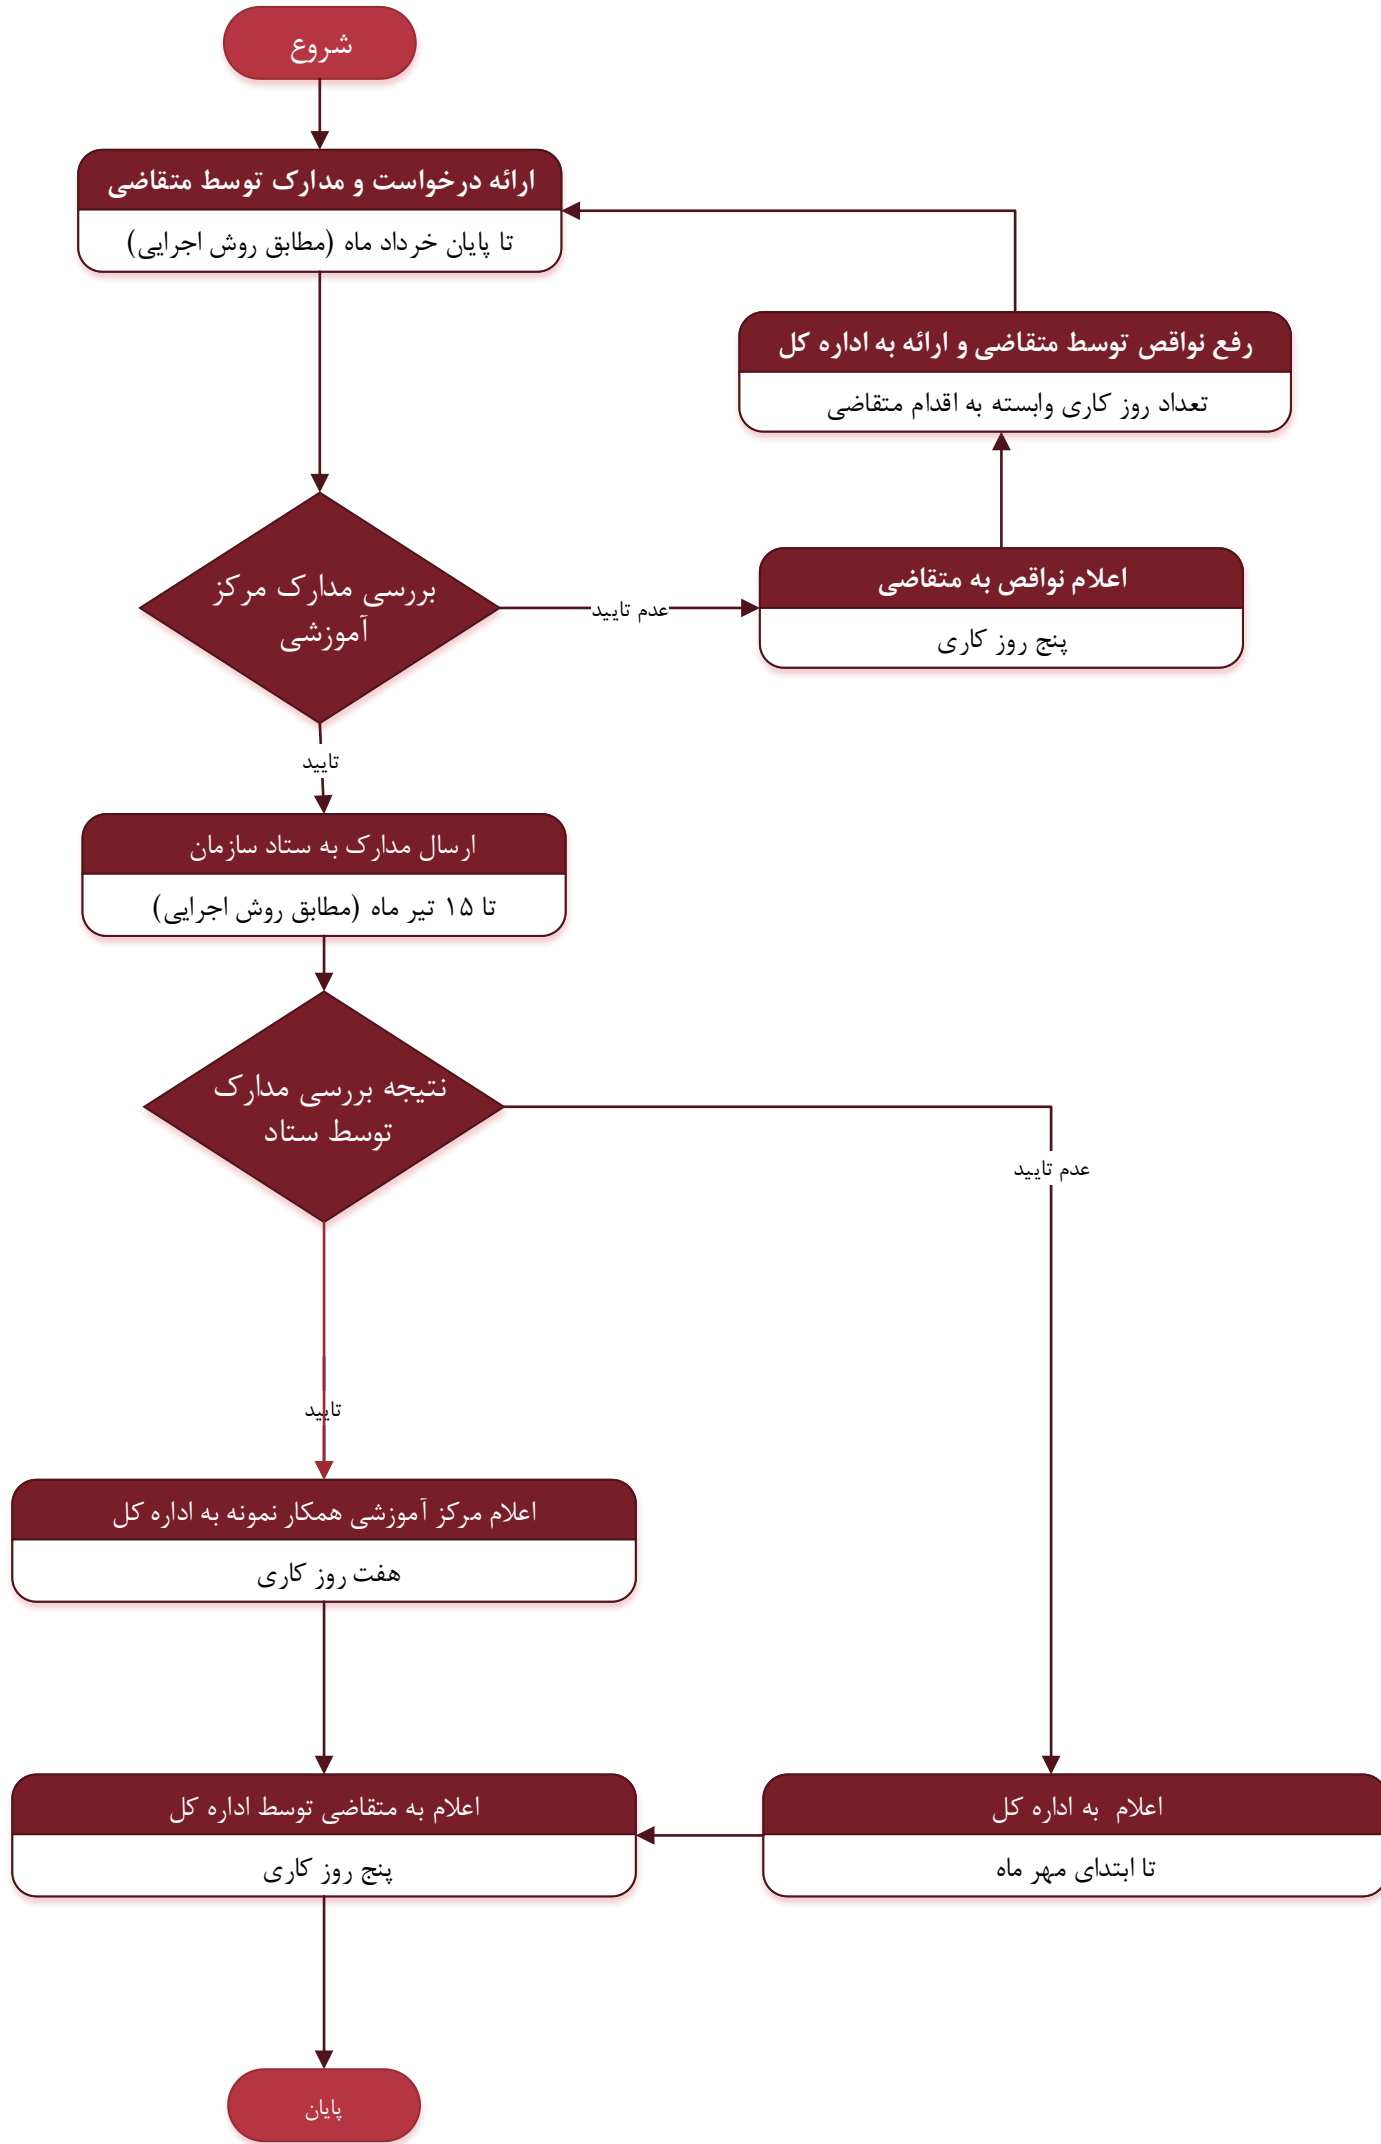 شروع
ارائه درخواست و مدارک توسط متقاضی
تا پایان خرداد ماه (مطابق روش اجرایی)
رفع نواقص توسط متقاضی و ارائه به اداره کل
تعداد روز کاری وابسته به اقدام متقاضی
اعلام نواقص به متقاضی
پنج روز کاری
بررسی مدارک مرکز
آموزشی
عدم تایید
تایید
ارسال مدارک به ستاد سازمان
تا ۱۵ تیر ماه (مطابق روش اجرایی)
نتیجه بررسی مدارک
توسط ستاد
عدم تایید
تایید
اعلام مرکز آموزشی همکار نمونه به اداره کل
هفت روز کاری
اعلام به اداره کل
تا ابتدای مهر ماه
اعلام به متقاضی توسط اداره کل
پنج روز کاری
پایان